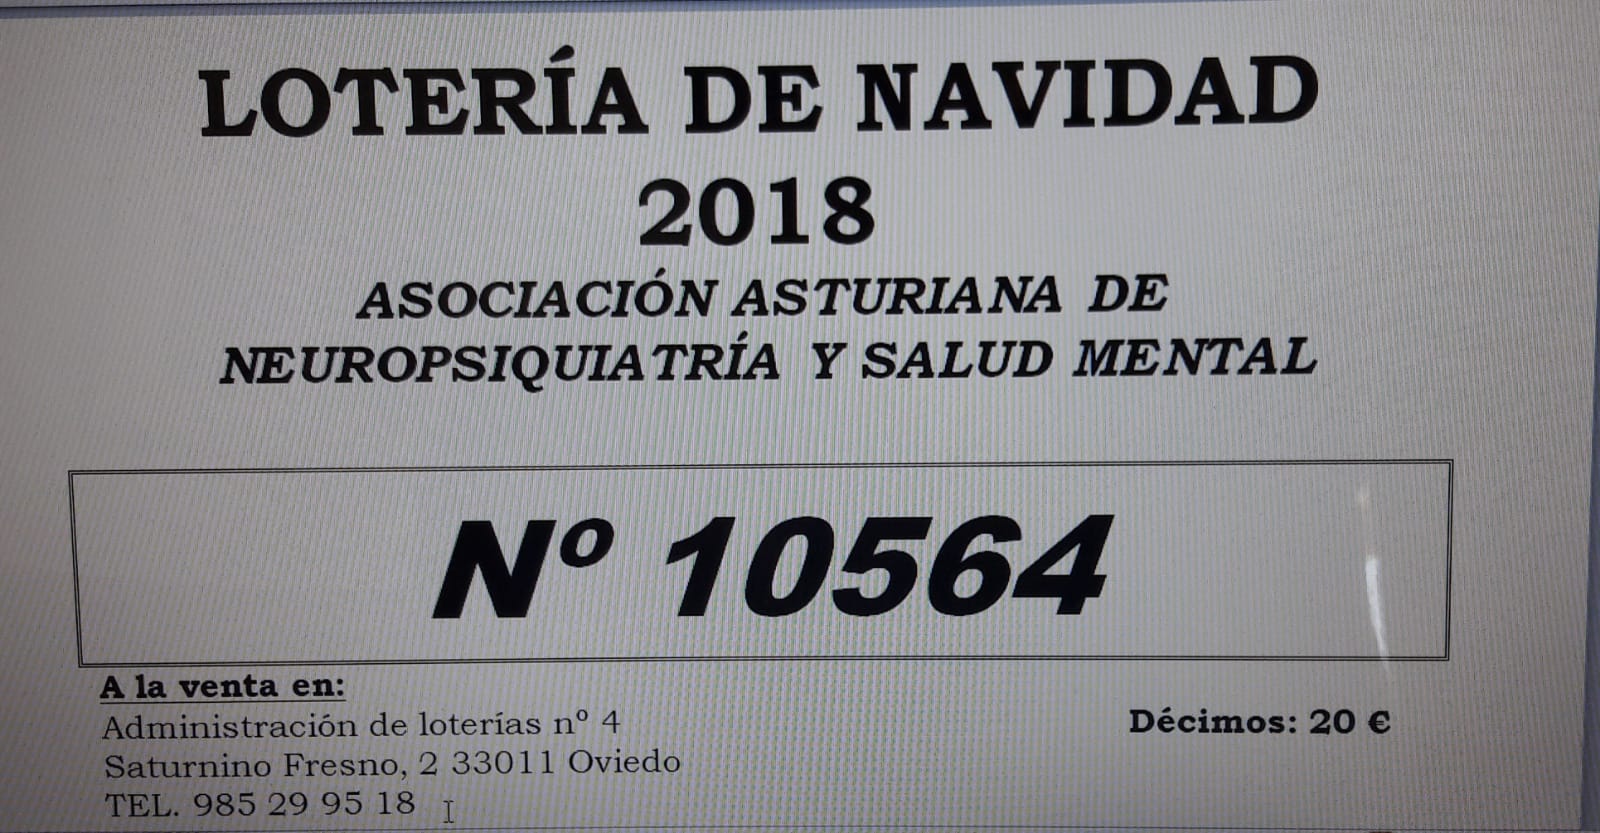 LOTERÍA DE NAVIDAD
2018
ASOCIACIÓN ASTURIANA DE
NEUROPSIQUIATRÍA Y SALUD MENTAL
Nº 10564
A la venta en:
Administración de loterías nº 4
Décimos: 20 €
Saturnino Fresno, 2 33011 Oviedo
TEL. 985 29 95 18